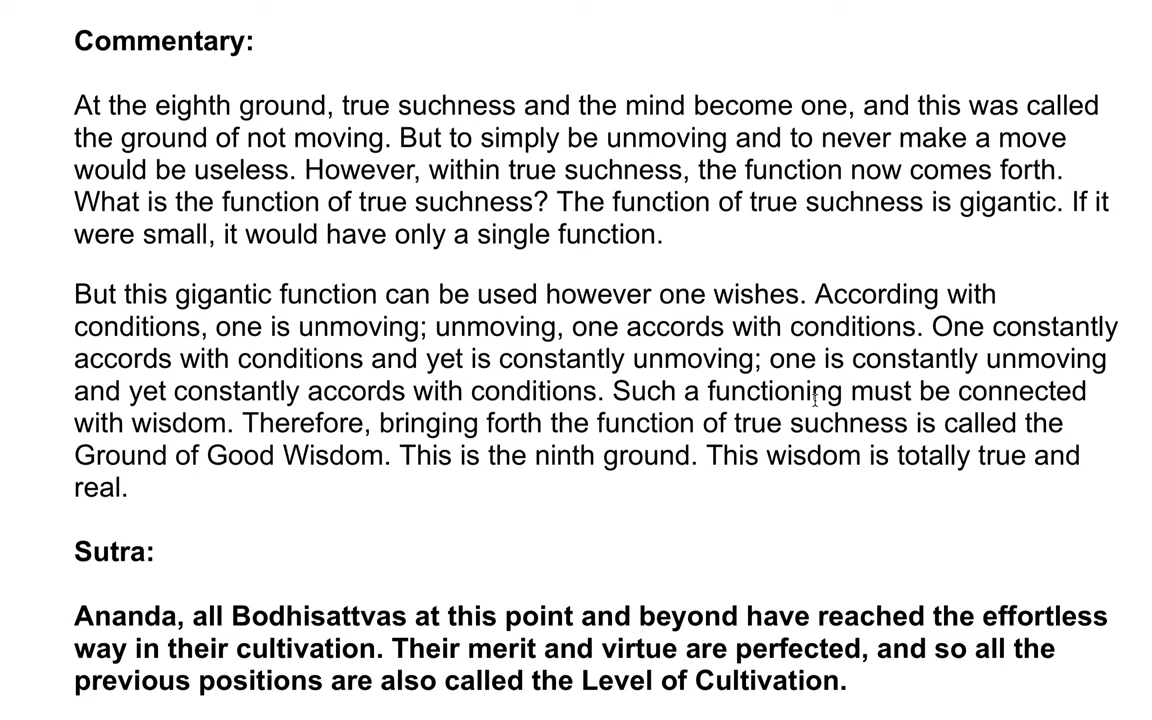 Commentary:
At the eighth ground, true suchness and the mind become one, and this was called
the ground of not moving. But to simply be unmoving and to never make a move
would be useless. However, within true suchness, the function now comes forth.
What is the function of true suchness? The function of true suchness is gigantic. If it
were small, it would have only a single function.
But this gigantic function can be used however one wishes. According with
conditions, one is unmoving; unmoving, one accords with conditions. One constantly
accords with conditions and yet is constantly unmoving; one is constantly unmoving
and yet constantly accords with conditions. Such a functioning must be connected
with wisdom. Therefore, bringing forth the function of true suchness is called the
Ground of Good Wisdom. This is the ninth ground. This wisdom is totally true and
real.
Sutra:
Ananda, all Bodhisattvas at this point and beyond have reached the effortless
way in their cultivation. Their merit and virtue are perfected, and so all the
previous positions are also called the Level of Cultivation.